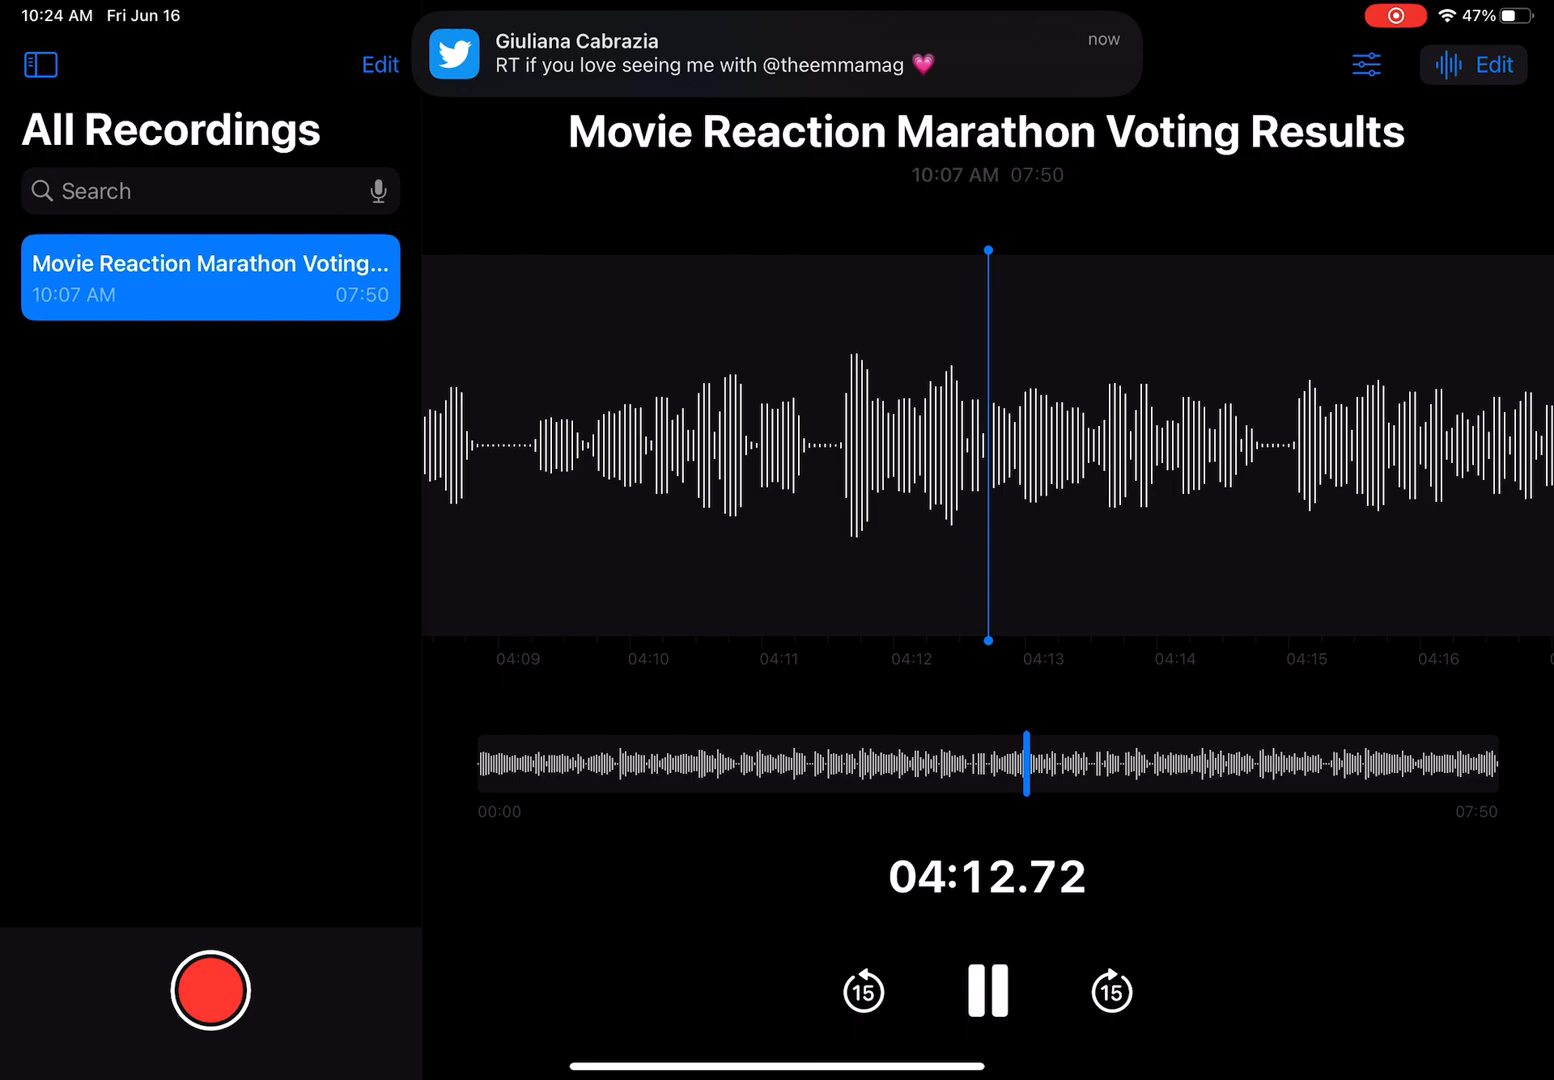 10:24 AM Fri Jun 16
47%
Giuliana Cabrazia
now
RT if you love seeing me with @theemmamag 💗
Edit
Edit
All Recordings
Search
Movie Reaction Marathon Voting...
10:07 AM 07:50
Movie Reaction Marathon Voting Results
10:07 AM 07:50
04:09 04:10 04:11 04:12 04:13 04:14 04:15 04:16
00:00 07:50
04:12.72
15 15